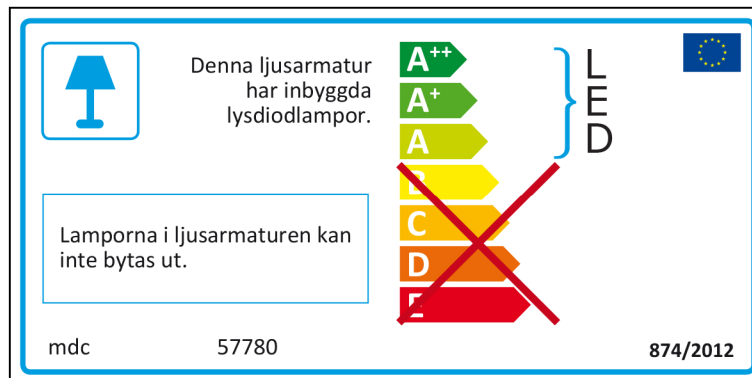 Denna ljusarmatur
har inbyggda
lysdiodlampor.
A++
A+
A
B
C
D
E
L
E
D
Lamporna i ljusarmaturen kan
inte bytas ut.
mdc 57780
874/2012